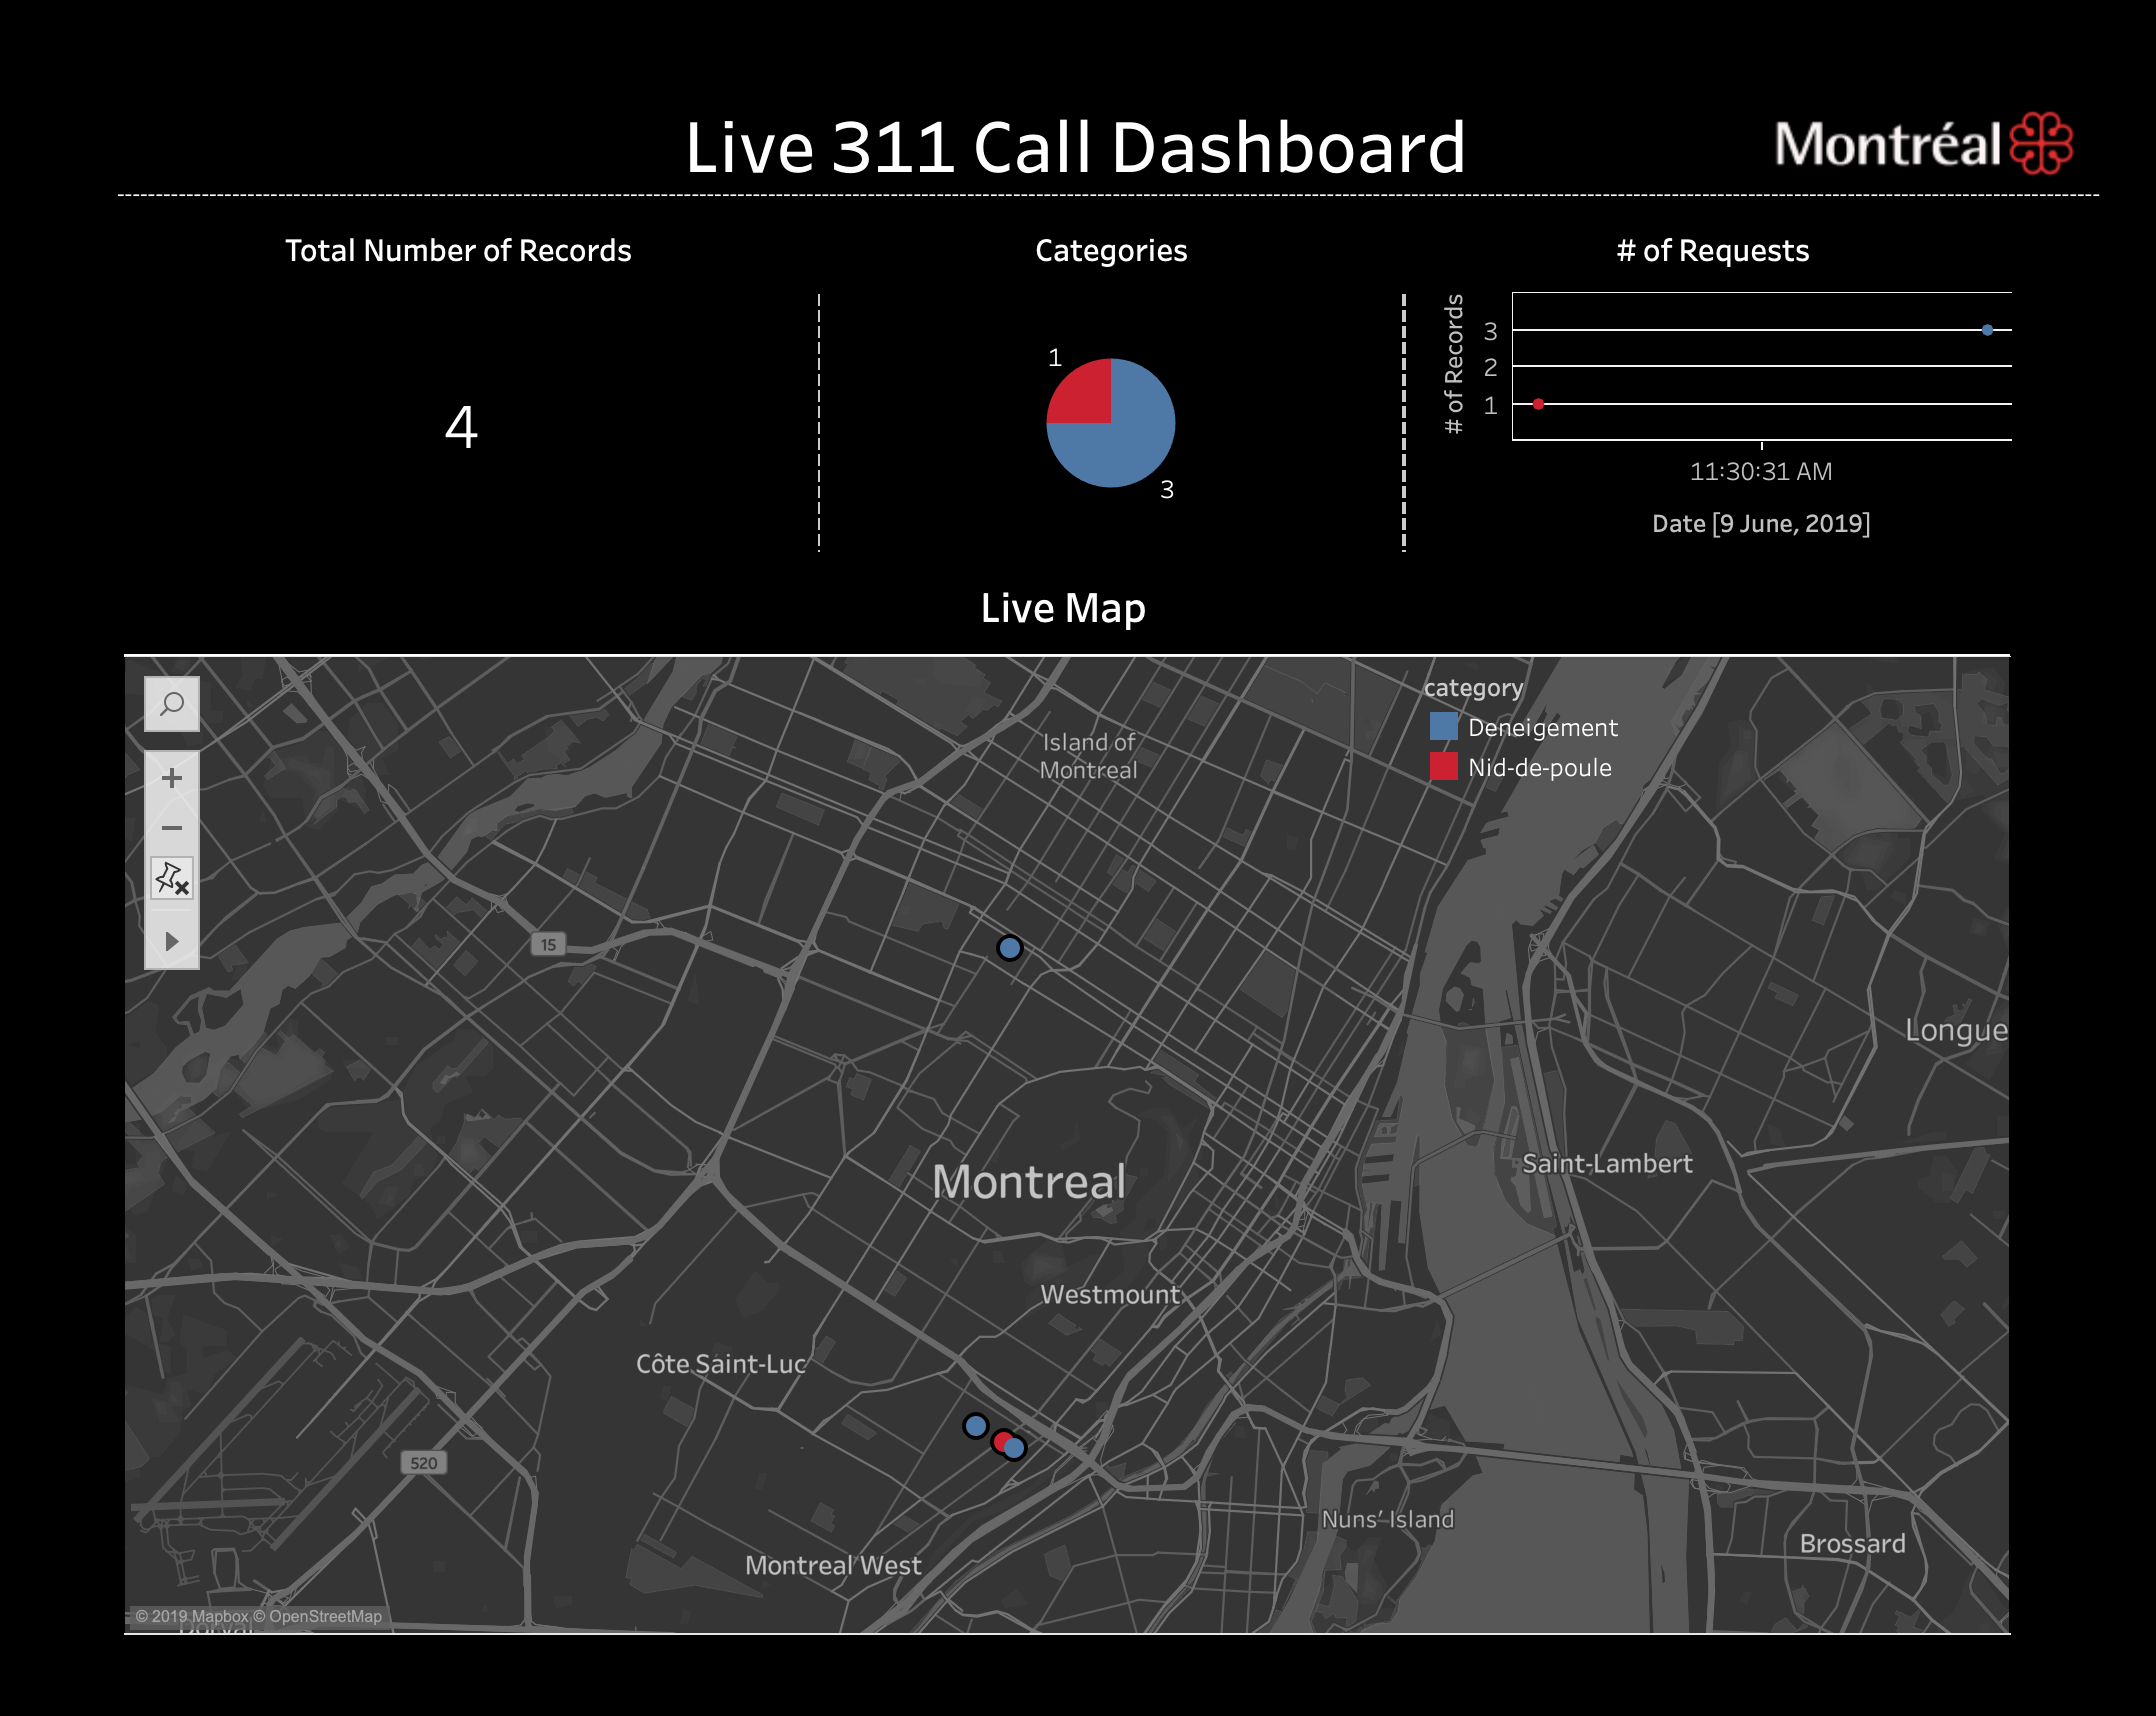 Live 311 Call Dashboard
Montréal
Total Number of Records
4
Categories
1
3
# of Requests
# of Records
3
2
1
11:30:31 AM
Date [9 June, 2019]
Live Map
category
Deneigement
Nid-de-poule
Island of
Montreal
15
Longue
Montreal
Saint-Lambert
Westmount
Côte Saint-Luc
520
Nuns' Island
Brossard
Montreal West
© 2019 Mapbox © OpenStreetMap